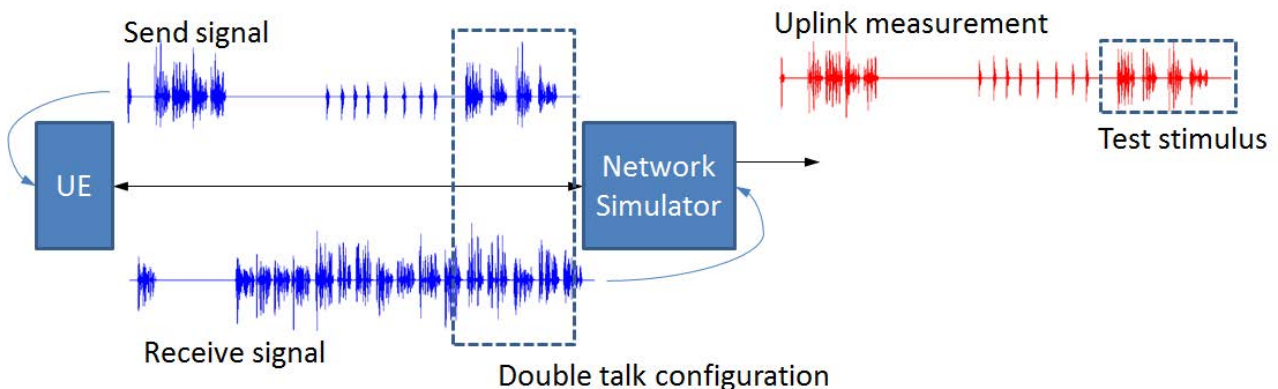 Send signal
Uplink measurement
UE
Network
Simulator
Test stimulus
Receive signal
Double talk configuration